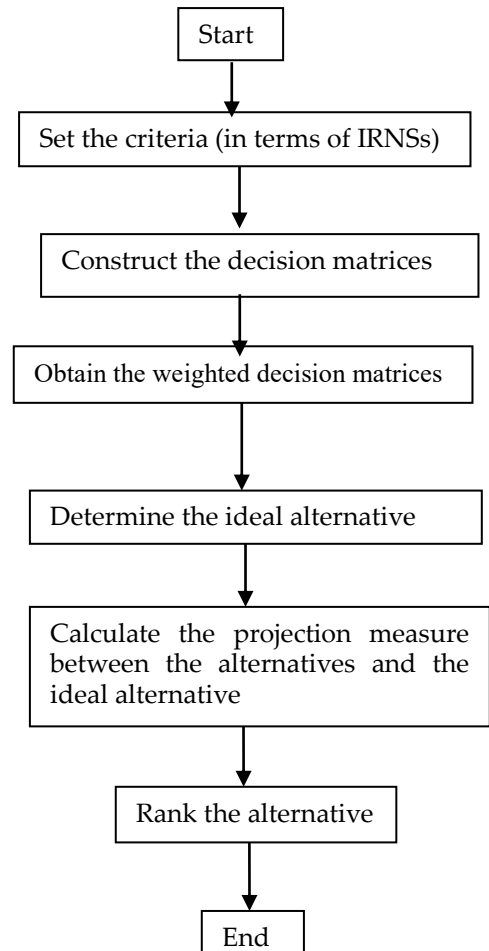 Start
Set the criteria (in terms of IRNSs)
Construct the decision matrices
Obtain the weighted decision matrices
Determine the ideal alternative
Calculate the projection measure
between the alternatives and the
ideal alternative
Rank the alternative
End